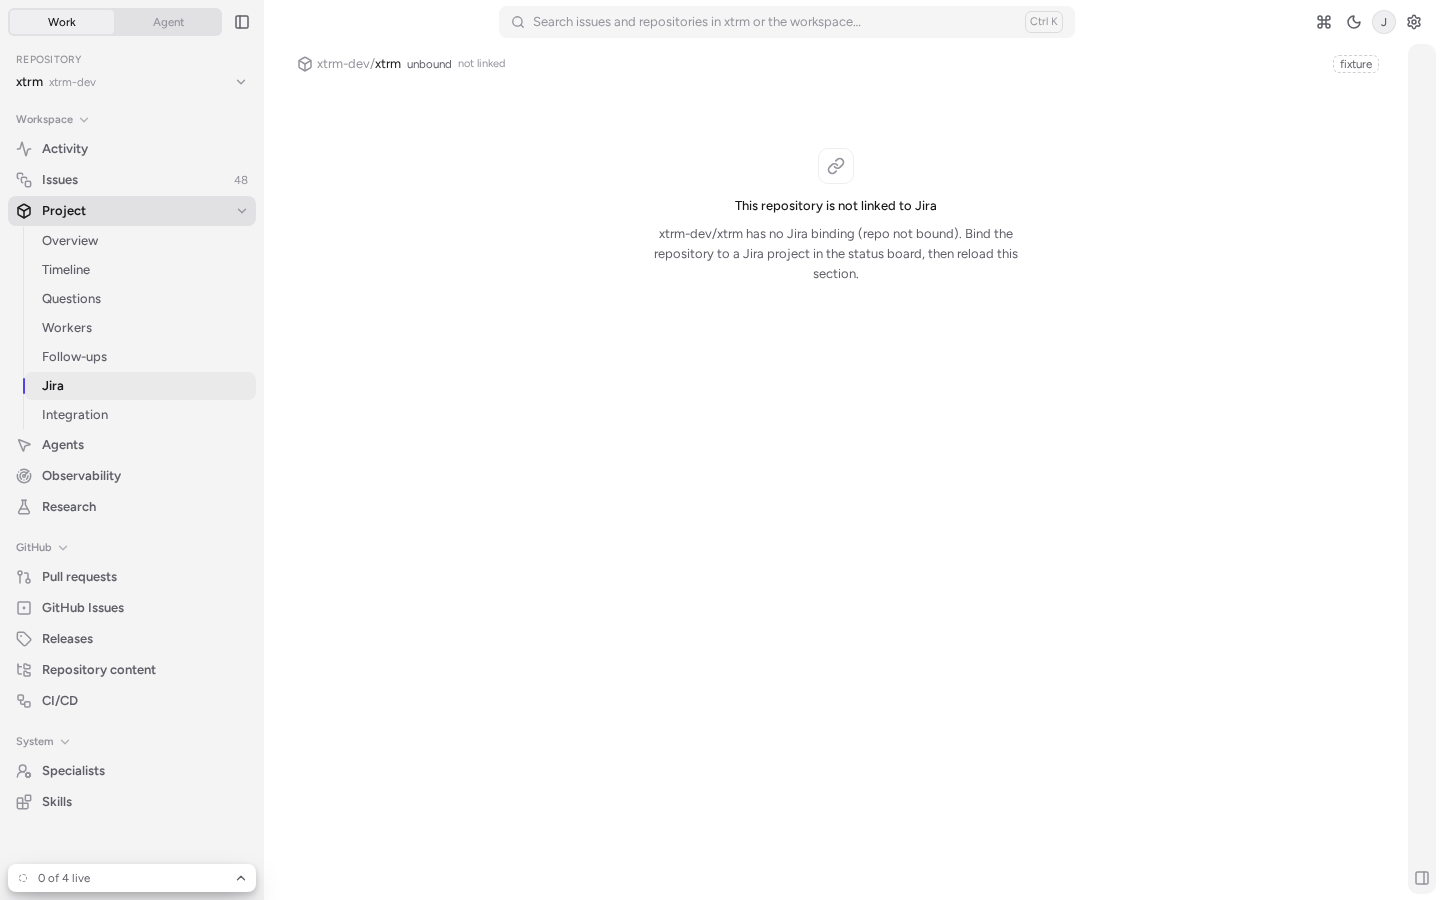 Work
Agent
Search issues and repositories in xtrm or the workspace...
Ctrl K
J
REPOSITORY
xtrm xtrm-dev
xtrm-dev/xtrm unbound not linked
fixture
Workspace
Activity
Issues 48
Project
Overview
Timeline
Questions
Workers
Follow-ups
Jira
Integration
Agents
Observability
Research
GitHub
Pull requests
GitHub Issues
Releases
Repository content
CI/CD
System
Specialists
Skills
0 of 4 live
This repository is not linked to Jira
xtrm-dev/xtrm has no Jira binding (repo not bound). Bind the
repository to a Jira project in the status board, then reload this
section.